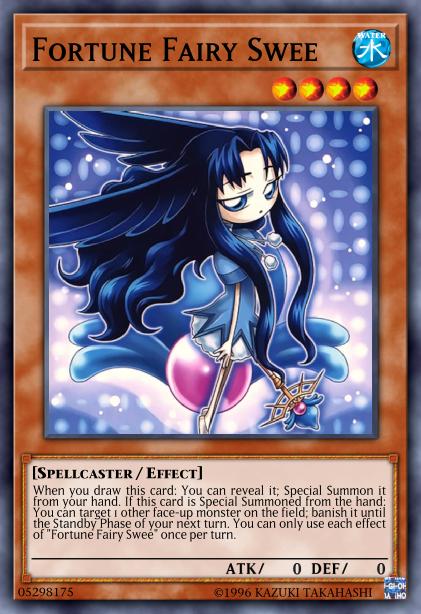 Fortune Fairy Swee
WATER
水
[Spellcaster / Effect]
When you draw this card: You can reveal it; Special Summon it
from your hand. If this card is Special Summoned from the hand:
You can target 1 other face-up monster on the field; banish it until
the Standby Phase of your next turn. You can only use each effect
of "Fortune Fairy Swee" once per turn.
ATK/ 0 DEF/ 0
05298175
©1996 KAZUKI TAKAHASHI